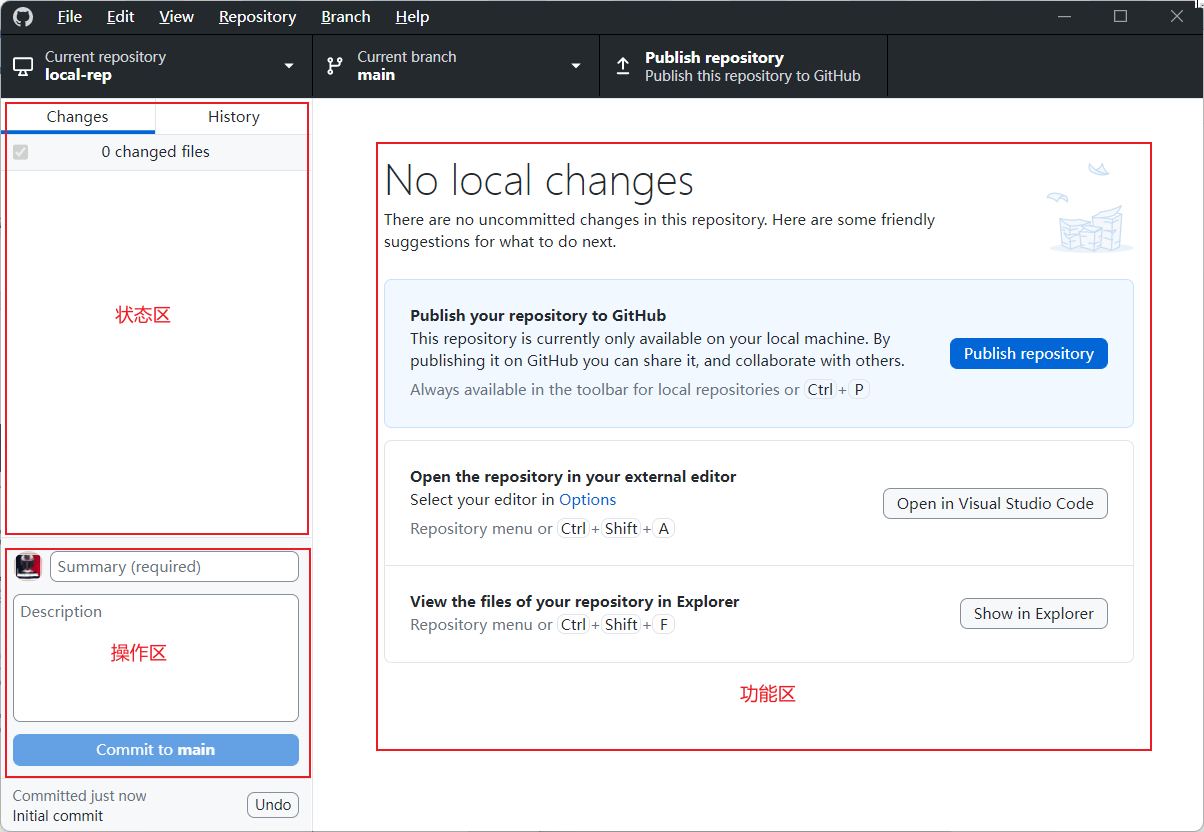 File Edit View Repository Branch Help
Current repository
local-rep
Current branch
main
Publish repository
Publish this repository to GitHub
Changes
History
0 changed files
状态区
Summary (required)
Description
操作区
Commit to main
Committed just now
Initial commit
Undo
No local changes
There are no uncommitted changes in this repository. Here are some friendly
suggestions for what to do next.
Publish your repository to GitHub
This repository is currently only available on your local machine. By
publishing it on GitHub you can share it, and collaborate with others.
Always available in the toolbar for local repositories or Ctrl + P
Publish repository
Open the repository in your external editor
Select your editor in Options
Repository menu or Ctrl + Shift + A
Open in Visual Studio Code
View the files of your repository in Explorer
Repository menu or Ctrl + Shift + F
Show in Explorer
功能区